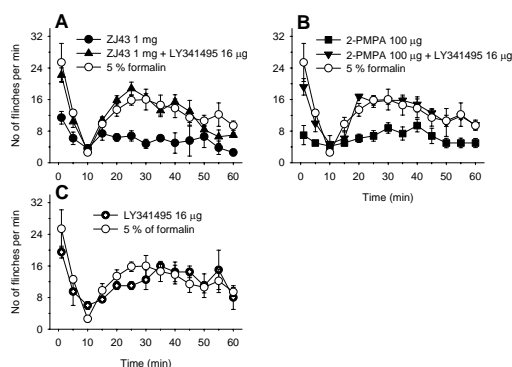 A
ZJ43 1 mg
ZJ43 1 mg + LY341495 16 µg
5 % formalin
No of flinches per min
32
24
16
8
0
0 10 20 30 40 50 60
B
2-PMPA 100 µg
2-PMPA 100 µg + LY341495 16 µg
5 % formalin
32
24
16
8
0
0 10 20 30 40 50 60
Time (min)
C
LY341495 16 µg
5 % of formalin
No of flinches per min
32
24
16
8
0
0 10 20 30 40 50 60
Time (min)